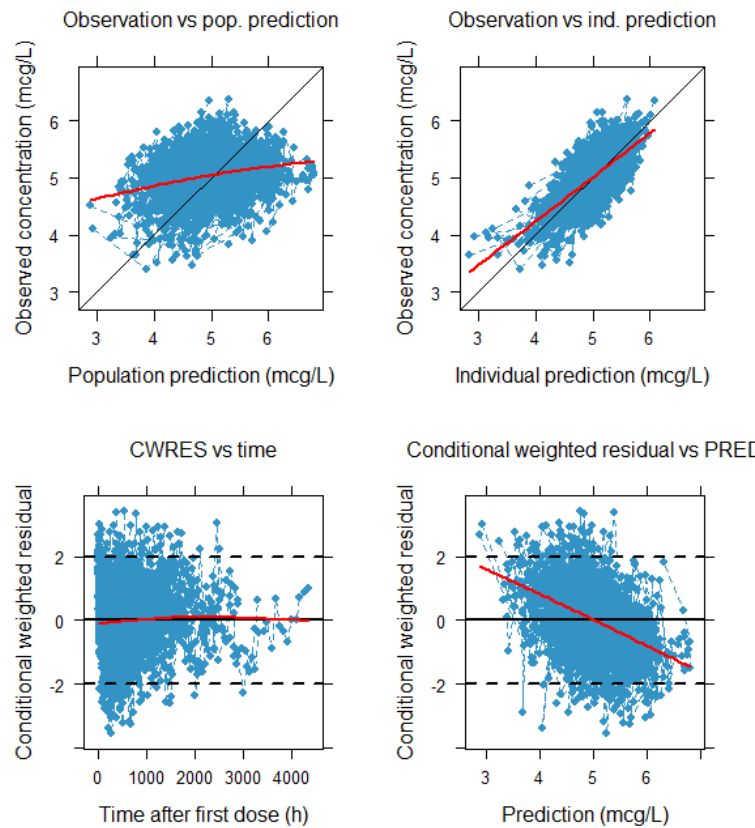 Observation vs pop. prediction
Observed concentration (mcg/L)
6
5
4
3
3 4 5 6
Population prediction (mcg/L)
Observation vs ind. prediction
Observed concentration (mcg/L)
6
5
4
3
3 4 5 6
Individual prediction (mcg/L)
CWRES vs time
Conditional weighted residual
2
0
-2
0 1000 2000 3000 4000
Time after first dose (h)
Conditional weighted residual vs PRED
Conditional weighted residual
2
0
-2
3 4 5 6
Prediction (mcg/L)